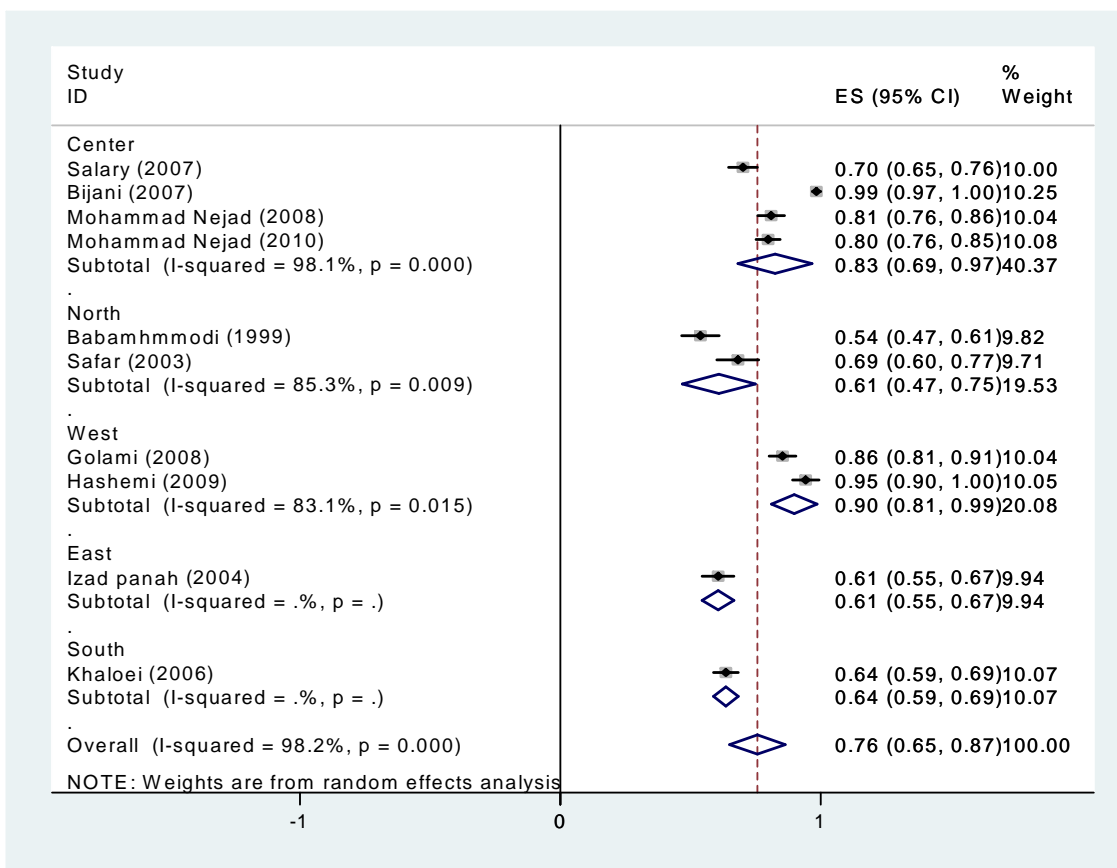 Study %
ID ES (95% CI) Weight
Center
Salary (2007) 0.70 (0.65, 0.76)10.00
Bijani (2007) 0.99 (0.97, 1.00)10.25
Mohammad Nejad (2008) 0.81 (0.76, 0.86)10.04
Mohammad Nejad (2010) 0.80 (0.76, 0.85)10.08
Subtotal (I-squared = 98.1%, p = 0.000) 0.83 (0.69, 0.97)40.37
.
North
Babamhmmodi (1999) 0.54 (0.47, 0.61)9.82
Safar (2003) 0.69 (0.60, 0.77)9.71
Subtotal (I-squared = 85.3%, p = 0.009) 0.61 (0.47, 0.75)19.53
.
West
Golami (2008) 0.86 (0.81, 0.91)10.04
Hashemi (2009) 0.95 (0.90, 1.00)10.05
Subtotal (I-squared = 83.1%, p = 0.015) 0.90 (0.81, 0.99)20.08
.
East
Izad panah (2004) 0.61 (0.55, 0.67)9.94
Subtotal (I-squared = .%, p = .) 0.61 (0.55, 0.67)9.94
.
South
Khaloei (2006) 0.64 (0.59, 0.69)10.07
Subtotal (I-squared = .%, p = .) 0.64 (0.59, 0.69)10.07
.
Overall (I-squared = 98.2%, p = 0.000) 0.76 (0.65, 0.87)100.00
NOTE: Weights are from random effects analysis
-1 0 1